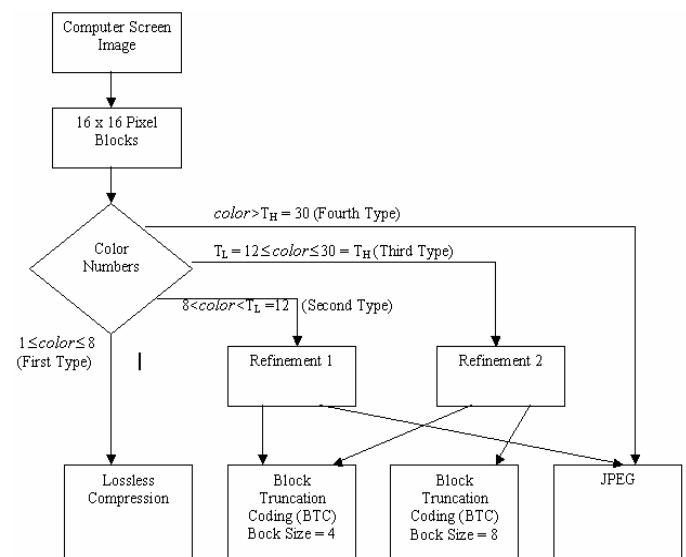 Computer Screen
Image
16 x 16 Pixel
Blocks
color>TH = 30 (Fourth Type)
Color
Numbers
TL = 12≤color≤30 = TH (Third Type)
8<color<TL =12 (Second Type)
1≤color≤8
(First Type)
Refinement 1
Refinement 2
Lossless
Compression
Block
Truncation
Coding (BTC)
Bock Size = 4
Block
Truncation
Coding (BTC)
Bock Size = 8
JPEG